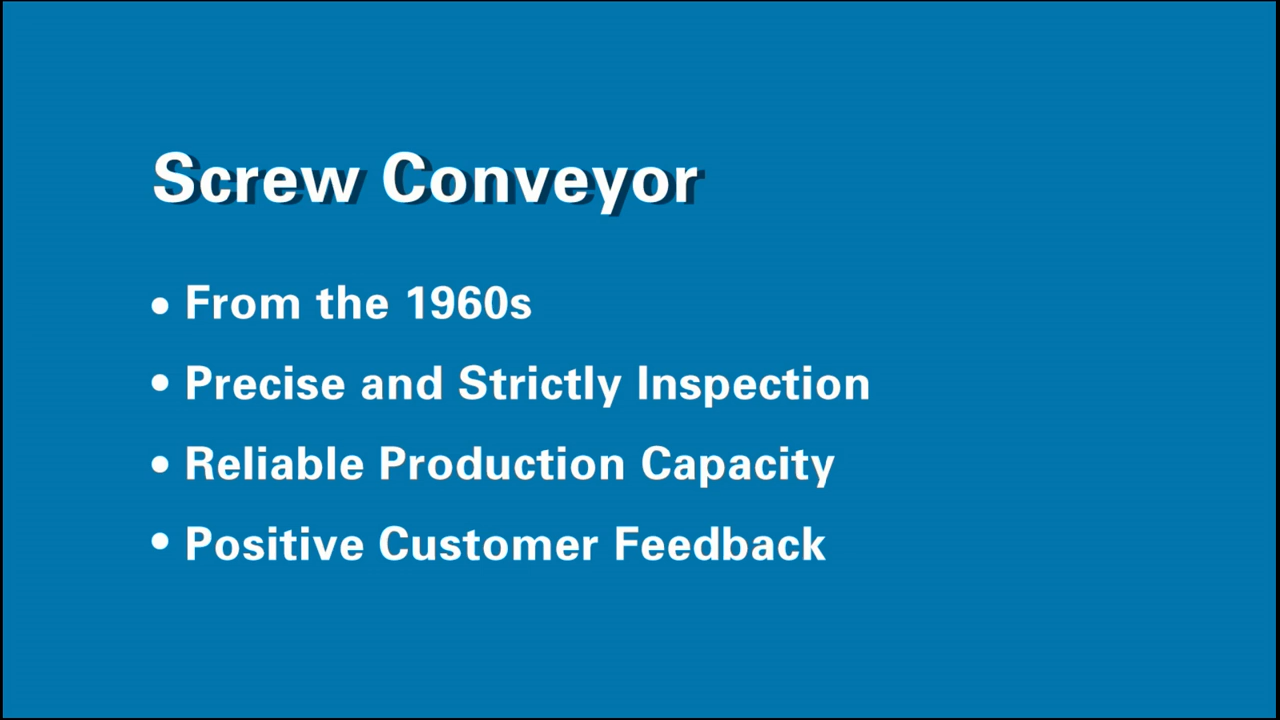 Screw Conveyor
• From the 1960s
• Precise and Strictly Inspection
• Reliable Production Capacity
• Positive Customer Feedback